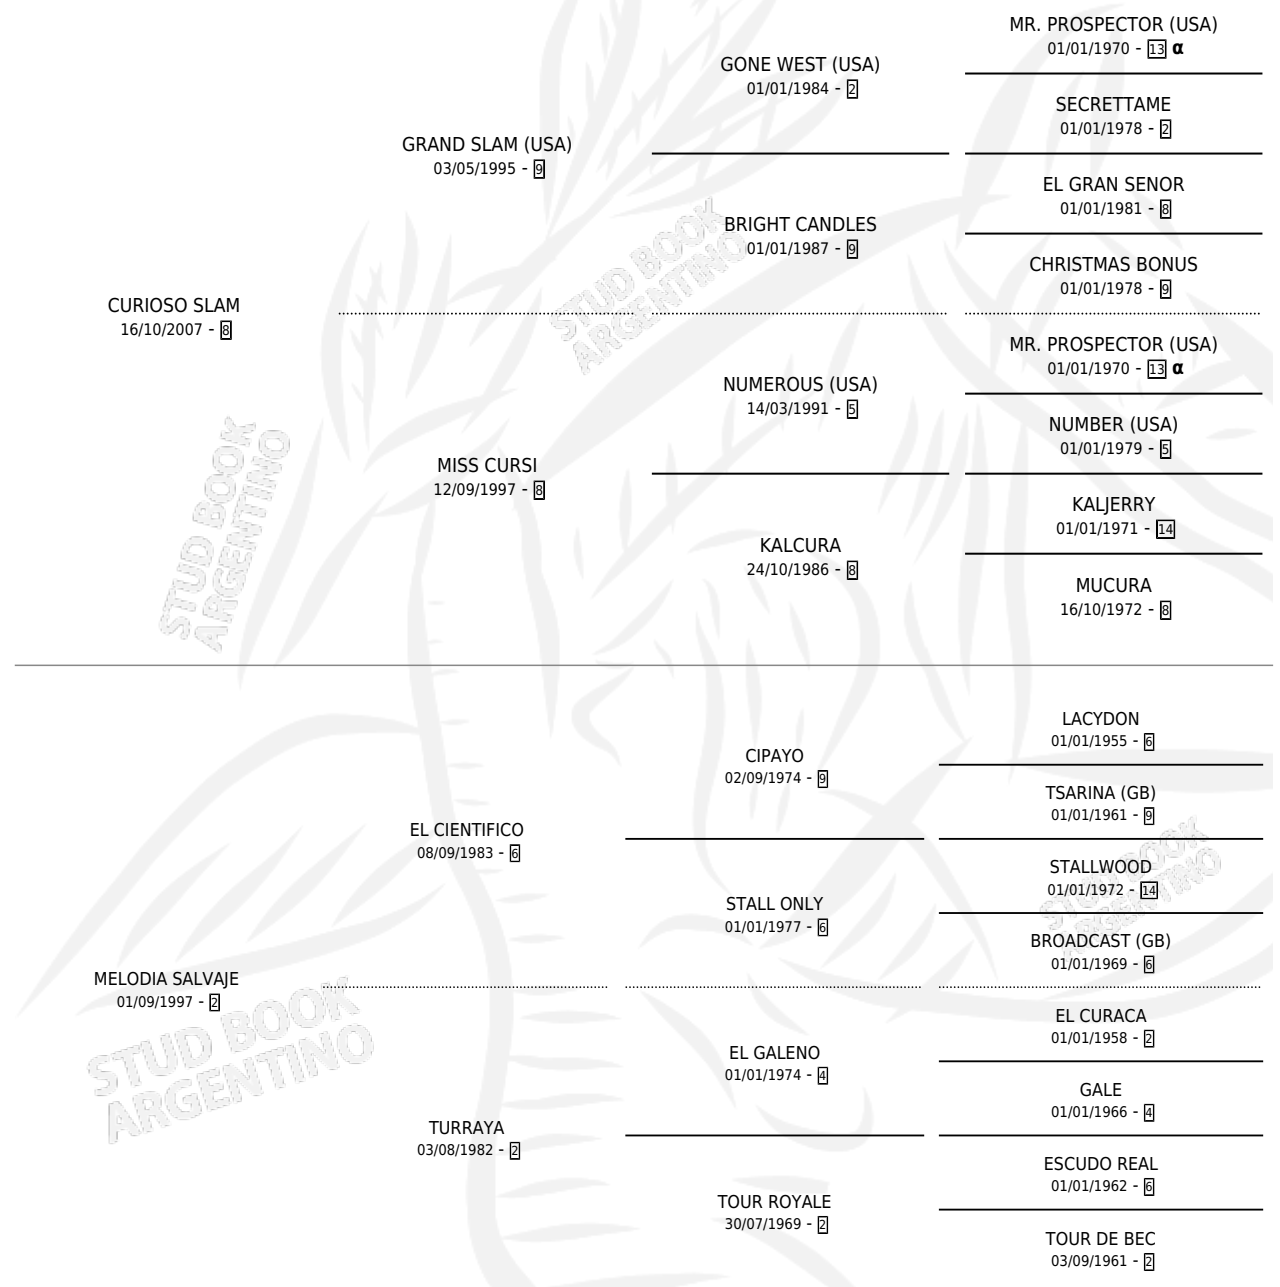 MR. PROSPECTOR (USA)
01/01/1970 - 13 α
GONE WEST (USA)
01/01/1984 - 2
SECRETTAME
01/01/1978 - 2
GRAND SLAM (USA)
03/05/1995 - 9
EL GRAN SENOR
01/01/1981 - 8
BRIGHT CANDLES
01/01/1987 - 9
CHRISTMAS BONUS
01/01/1978 - 9
CURIOSO SLAM
16/10/2007 - 8
MR. PROSPECTOR (USA)
01/01/1970 - 13 α
NUMEROUS (USA)
14/03/1991 - 5
NUMBER (USA)
01/01/1979 - 5
MISS CURSI
12/09/1997 - 8
KALJERRY
01/01/1971 - 14
KALCURA
24/10/1986 - 8
MUCURA
16/10/1972 - 8
STUD BOOK
ARGENTINO
STUD BOOK
ARGENTINO
LACYDON
01/01/1955 - 6
CIPAYO
02/09/1974 - 9
TSARINA (GB)
01/01/1961 - 9
EL CIENTIFICO
08/09/1983 - 6
STALLWOOD
01/01/1972 - 14
STALL ONLY
01/01/1977 - 6
BROADCAST (GB)
01/01/1969 - 6
MELODIA SALVAJE
01/09/1997 - 2
EL CURACA
01/01/1958 - 2
EL GALENO
01/01/1974 - 4
GALE
01/01/1966 - 4
TURRAYA
03/08/1982 - 2
ESCUDO REAL
01/01/1962 - 6
TOUR ROYALE
30/07/1969 - 2
TOUR DE BEC
03/09/1961 - 2
STUD BOOK
ARGENTINO
STUD BOOK
ARGENTINO